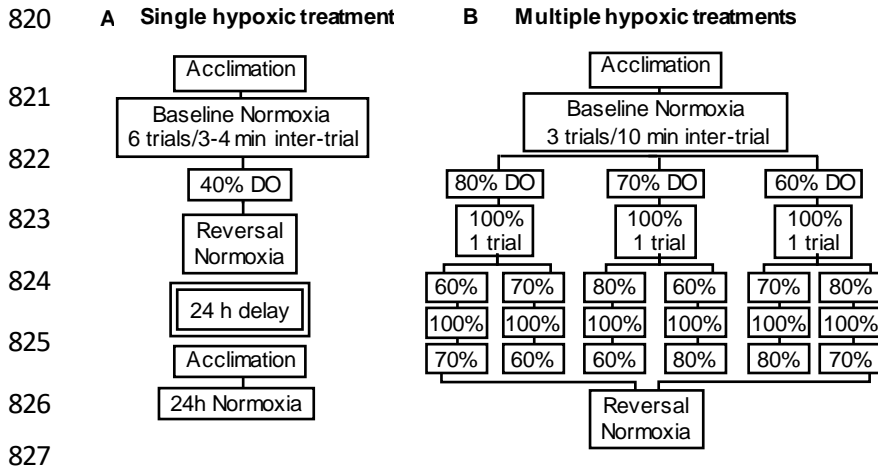 820
A Single hypoxic treatment
B Multiple hypoxic treatments
Acclimation
821
Baseline Normoxia
6 trials/3-4 min inter-trial
822
40% DO
823
Reversal
Normoxia
824
24 h delay
825
Acclimation
826
24h Normoxia
827
Acclimation
Baseline Normoxia
3 trials/10 min inter-trial
80% DO 70% DO 60% DO
100% 100% 100%
1 trial 1 trial 1 trial
60% 70% 80% 60% 70% 80%
100% 100% 100% 100% 100% 100%
70% 60% 60% 80% 80% 70%
Reversal
Normoxia